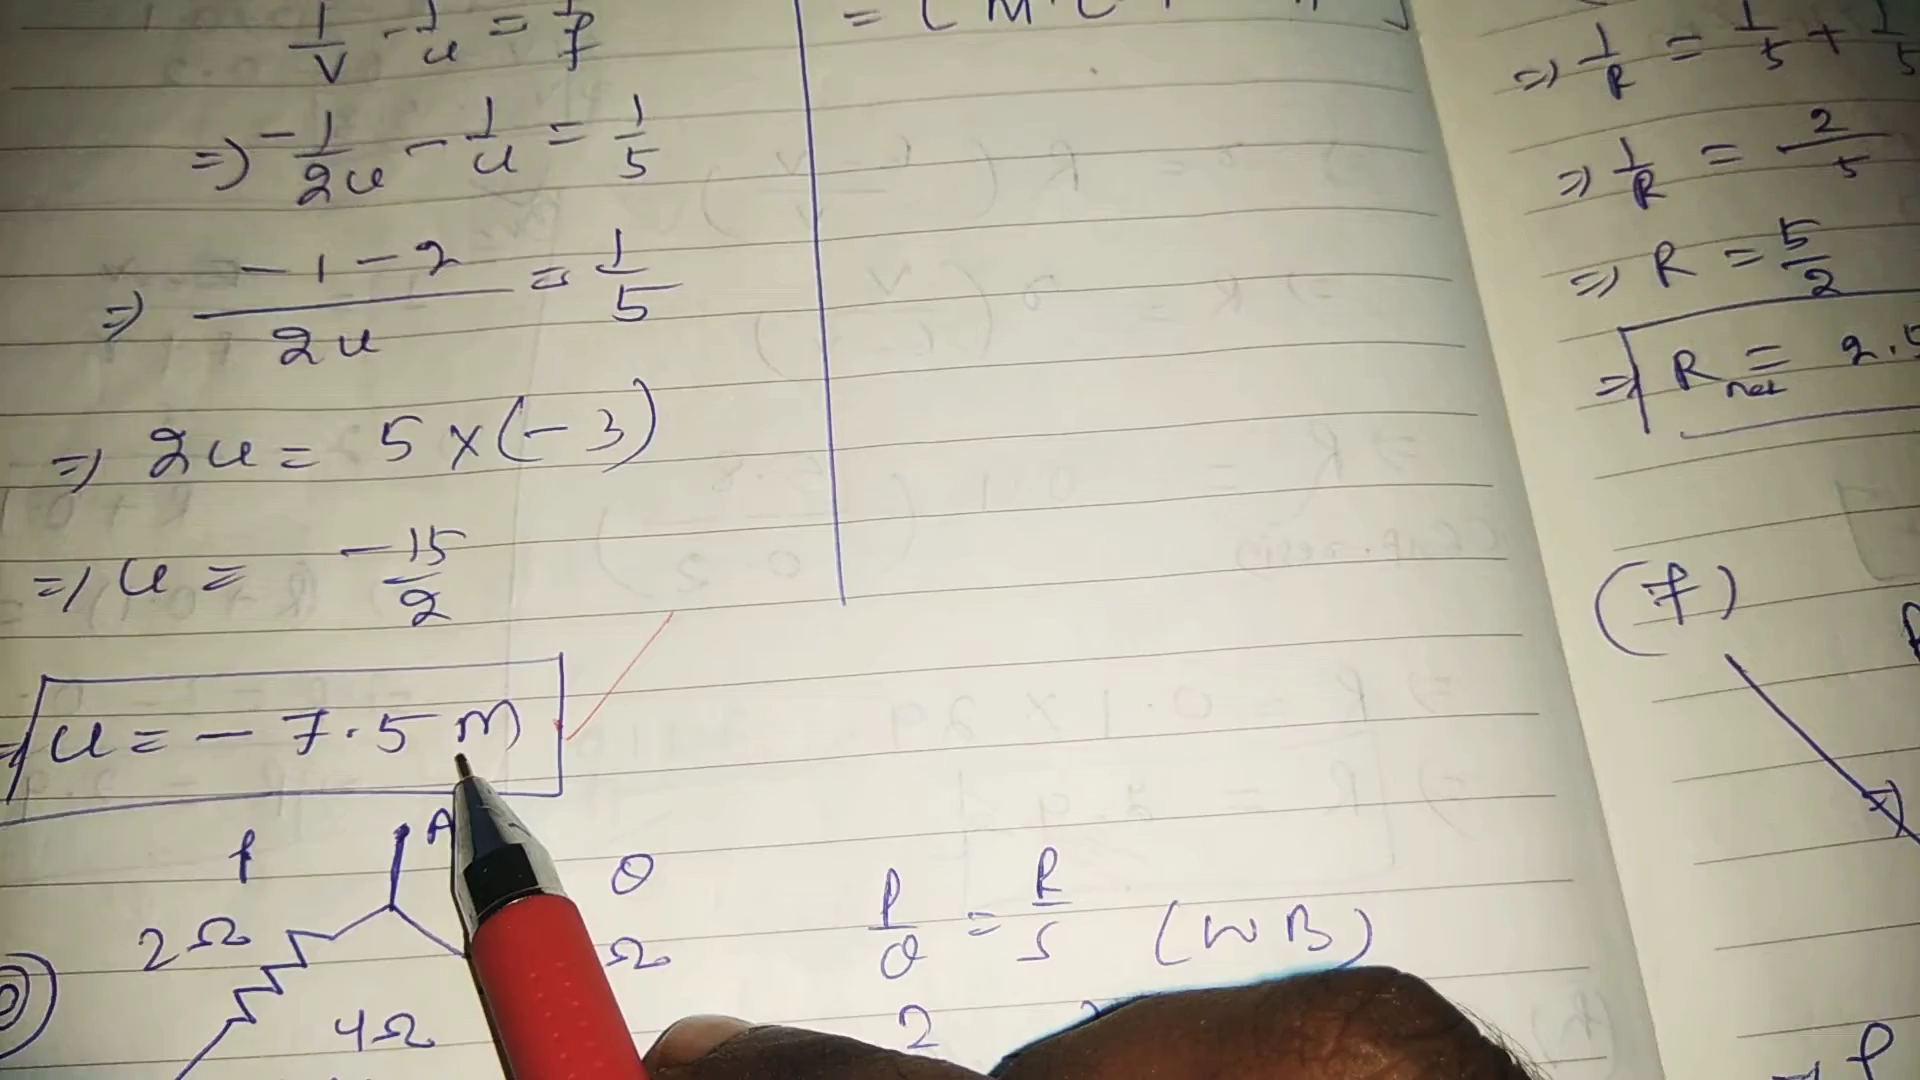 1/v - 1/u = 1/f
⇒ -1/2u - 1/u = 1/5
⇒ (-1-2)/2u = 1/5
⇒ 2u = 5 × (-3)
⇒ u = -15/2
⇒ u = -7.5 m
P A Q
2Ω Ω
4Ω
P/Q = R/S (WB)
2
⇒ 1/R = 1/5 + 1/5
⇒ 1/R = 2/5
⇒ R = 5/2
⇒ R net = 2.5
(f)